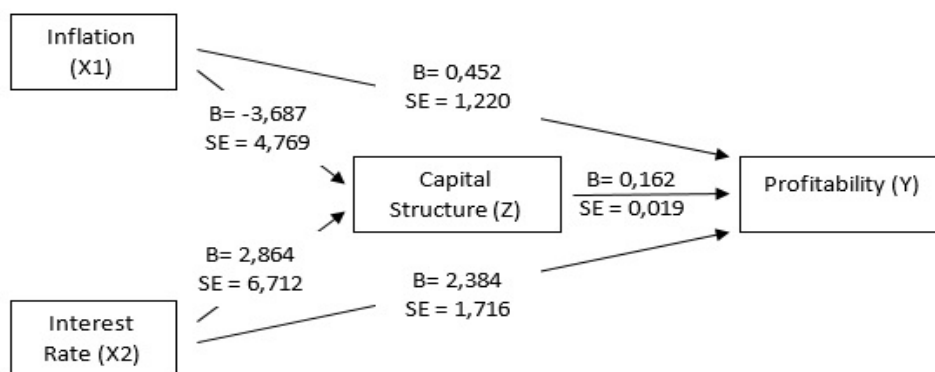 Inflation
(X1)
B= 0,452
SE = 1,220
B= -3,687
SE = 4,769
Capital
Structure (Z)
B= 0,162
SE = 0,019
Profitability (Y)
B= 2,864
SE = 6,712
B= 2,384
SE = 1,716
Interest
Rate (X2)